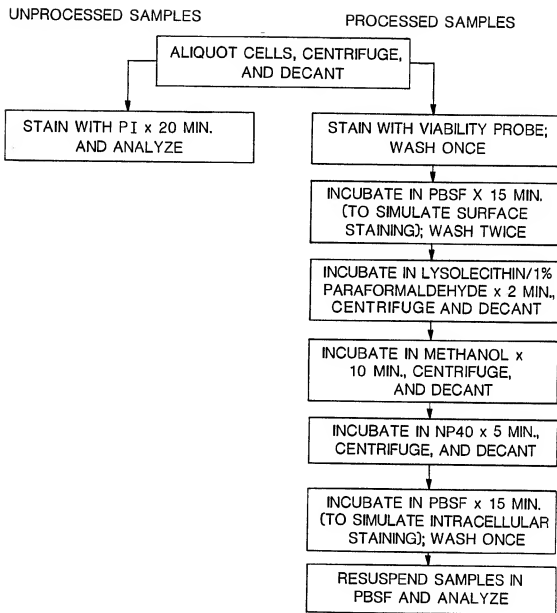 UNPROCESSED SAMPLES
PROCESSED SAMPLES
ALIQUOT CELLS, CENTRIFUGE,
AND DECANT
STAIN WITH PI x 20 MIN.
AND ANALYZE
STAIN WITH VIABILITY PROBE;
WASH ONCE
INCUBATE IN PBSF X 15 MIN.
(TO SIMULATE SURFACE
STAINING); WASH TWICE
INCUBATE IN LYSOLECITHIN/1%
PARAFORMALDEHYDE x 2 MIN.,
CENTRIFUGE AND DECANT
INCUBATE IN METHANOL x
10 MIN., CENTRIFUGE,
AND DECANT
INCUBATE IN NP40 x 5 MIN.,
CENTRIFUGE, AND DECANT
INCUBATE IN PBSF x 15 MIN.
(TO SIMULATE INTRACELLULAR
STAINING); WASH ONCE
RESUSPEND SAMPLES IN
PBSF AND ANALYZE